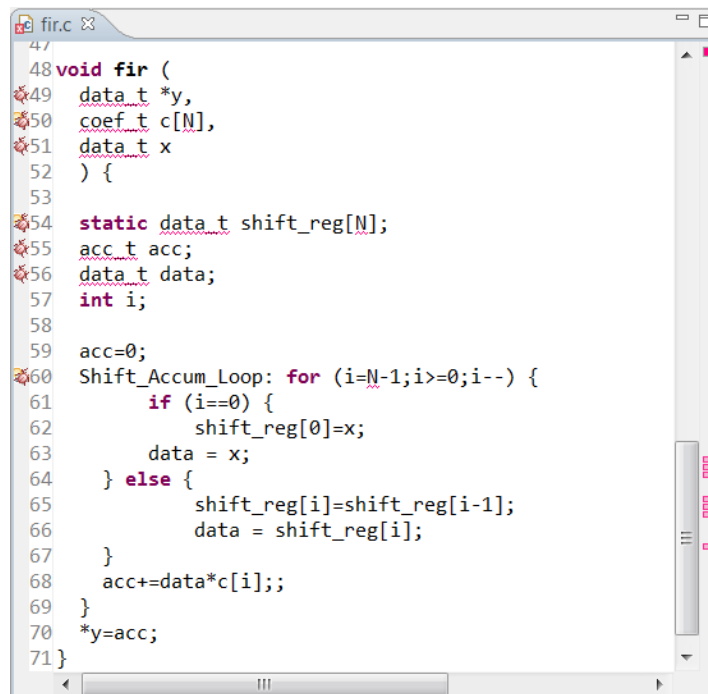 fir.c
47
48 void fir (
49 data_t *y,
50 coef_t c[N],
51 data_t x
52 ) {
53
54 static data_t shift_reg[N];
55 acc_t acc;
56 data_t data;
57 int i;
58
59 acc=0;
60 Shift_Accum_Loop: for (i=N-1;i>=0;i--) {
61 if (i==0) {
62 shift_reg[0]=x;
63 data = x;
64 } else {
65 shift_reg[i]=shift_reg[i-1];
66 data = shift_reg[i];
67 }
68 acc+=data*c[i];;
69 }
70 *y=acc;
71 }